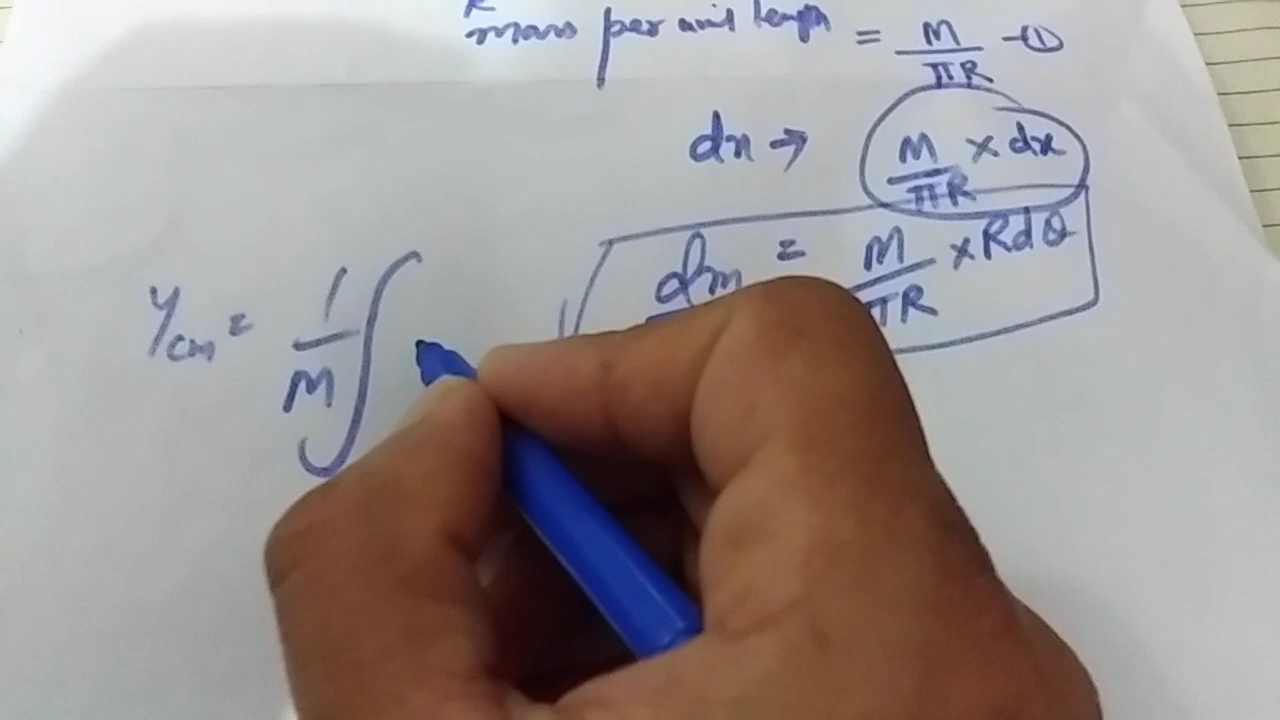 mass per unit length = M/πR -①
dx → M/πR × dx
dm = M/πR × Rdθ
Ycm = 1/M ∫